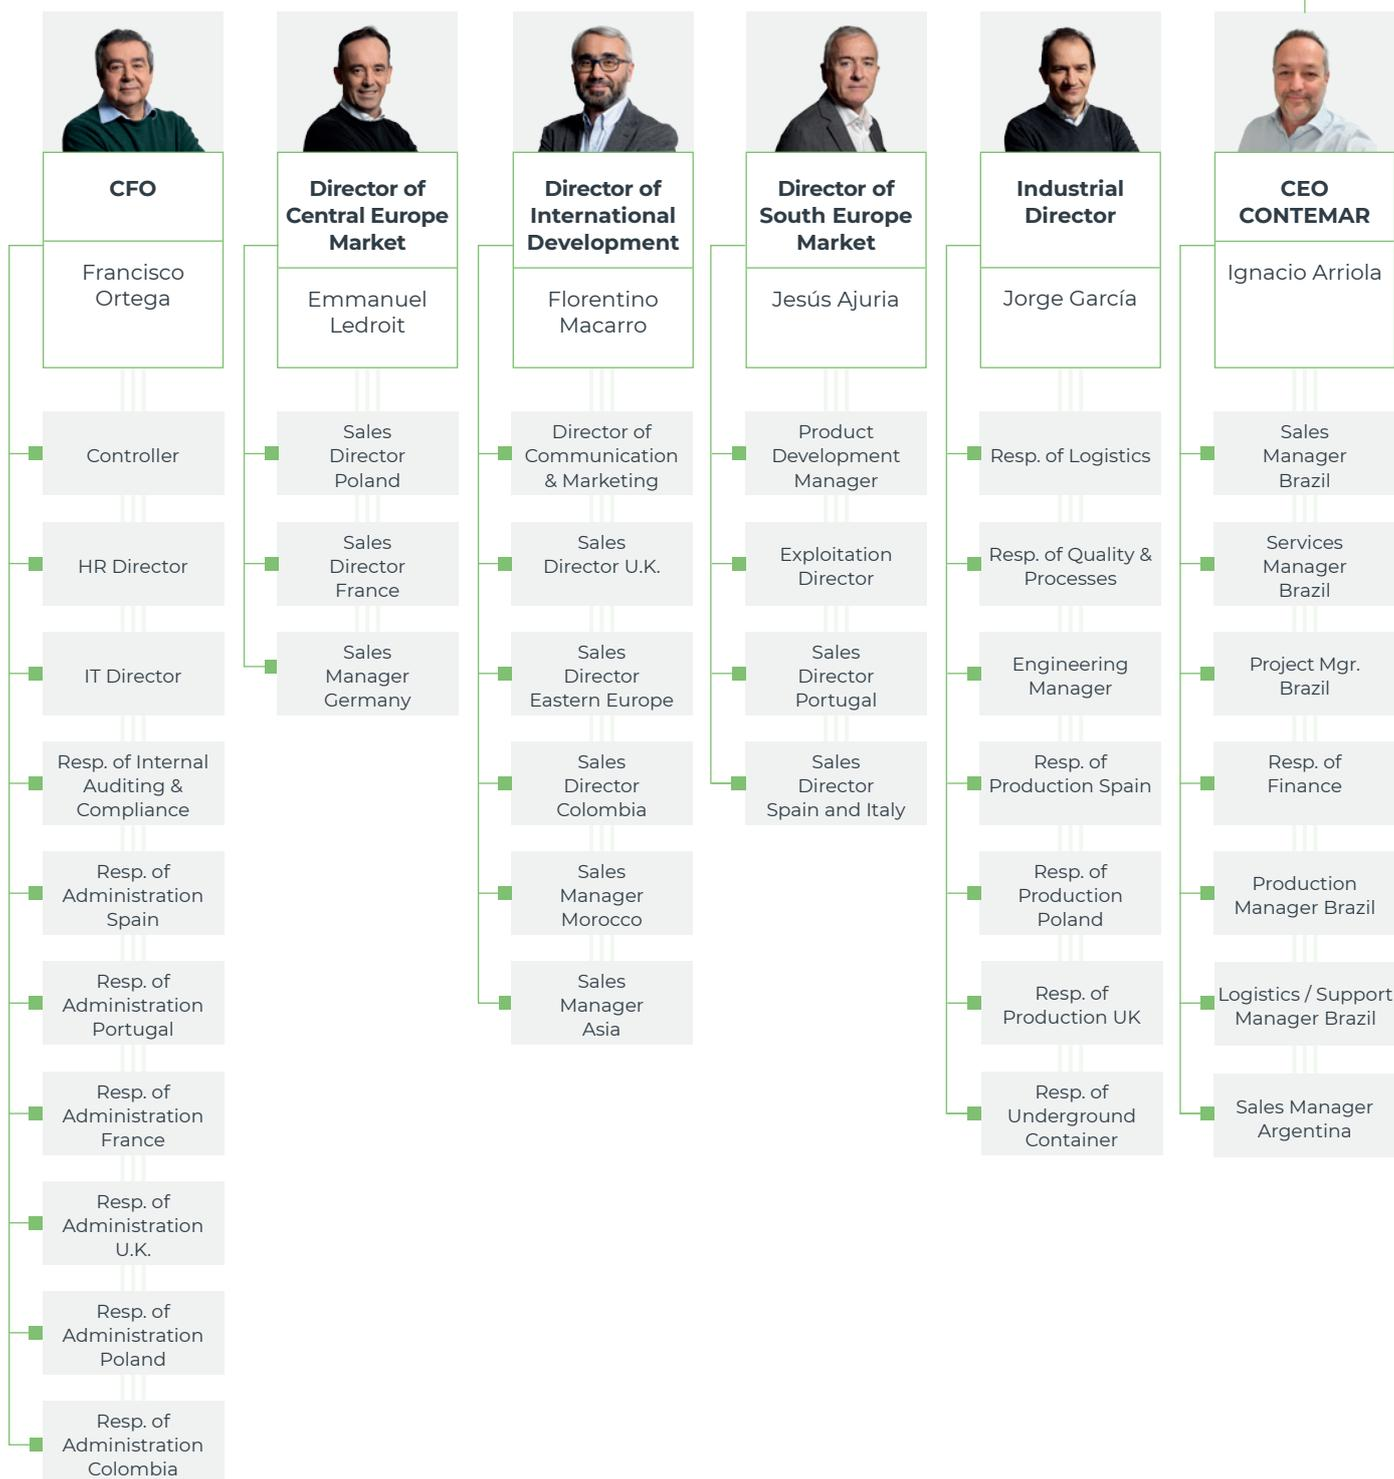 CFO
Francisco
Ortega
Controller
HR Director
IT Director
Resp. of Internal
Auditing &
Compliance
Resp. of
Administration
Spain
Resp. of
Administration
Portugal
Resp. of
Administration
France
Resp. of
Administration
U.K.
Resp. of
Administration
Poland
Resp. of
Administration
Colombia
Director of
Central Europe
Market
Emmanuel
Ledroit
Sales
Director
Poland
Sales
Director
France
Sales
Manager
Germany
Director of
International
Development
Florentino
Macarro
Director of
Communication
& Marketing
Sales
Director U.K.
Sales
Director
Eastern Europe
Sales
Director
Colombia
Sales
Manager
Morocco
Sales
Manager
Asia
Director of
South Europe
Market
Jesús Ajuria
Product
Development
Manager
Exploitation
Director
Sales
Director
Portugal
Sales
Director
Spain and Italy
Industrial
Director
Jorge García
Resp. of Logistics
Resp. of Quality &
Processes
Engineering
Manager
Resp. of
Production Spain
Resp. of
Production
Poland
Resp. of
Production UK
Resp. of
Underground
Container
CEO
CONTEMAR
Ignacio Arriola
Sales
Manager
Brazil
Services
Manager
Brazil
Project Mgr.
Brazil
Resp. of
Finance
Production
Manager Brazil
Logistics / Support
Manager Brazil
Sales Manager
Argentina